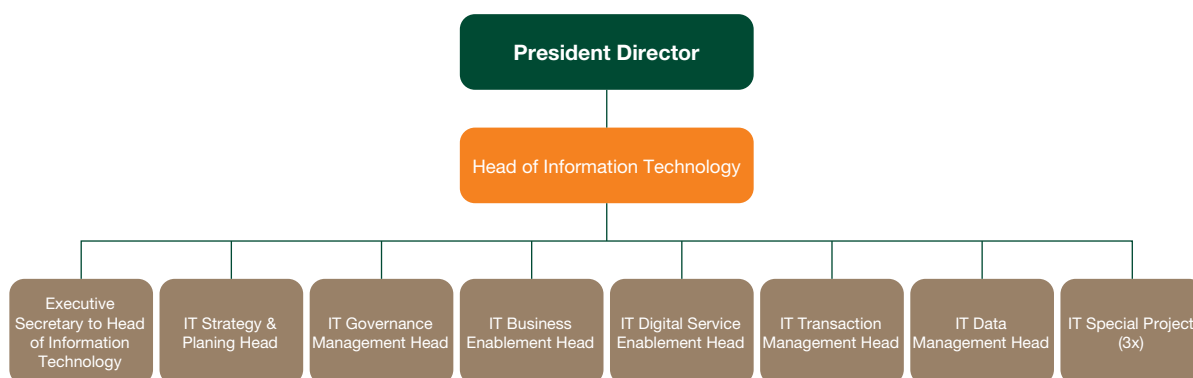 President Director
Head of Information Technology
Executive
Secretary to Head
of Information
Technology
IT Strategy &
Planing Head
IT Governance
Management Head
IT Business
Enablement Head
IT Digital Service
Enablement Head
IT Transaction
Management Head
IT Data
Management Head
IT Special Project
(3x)